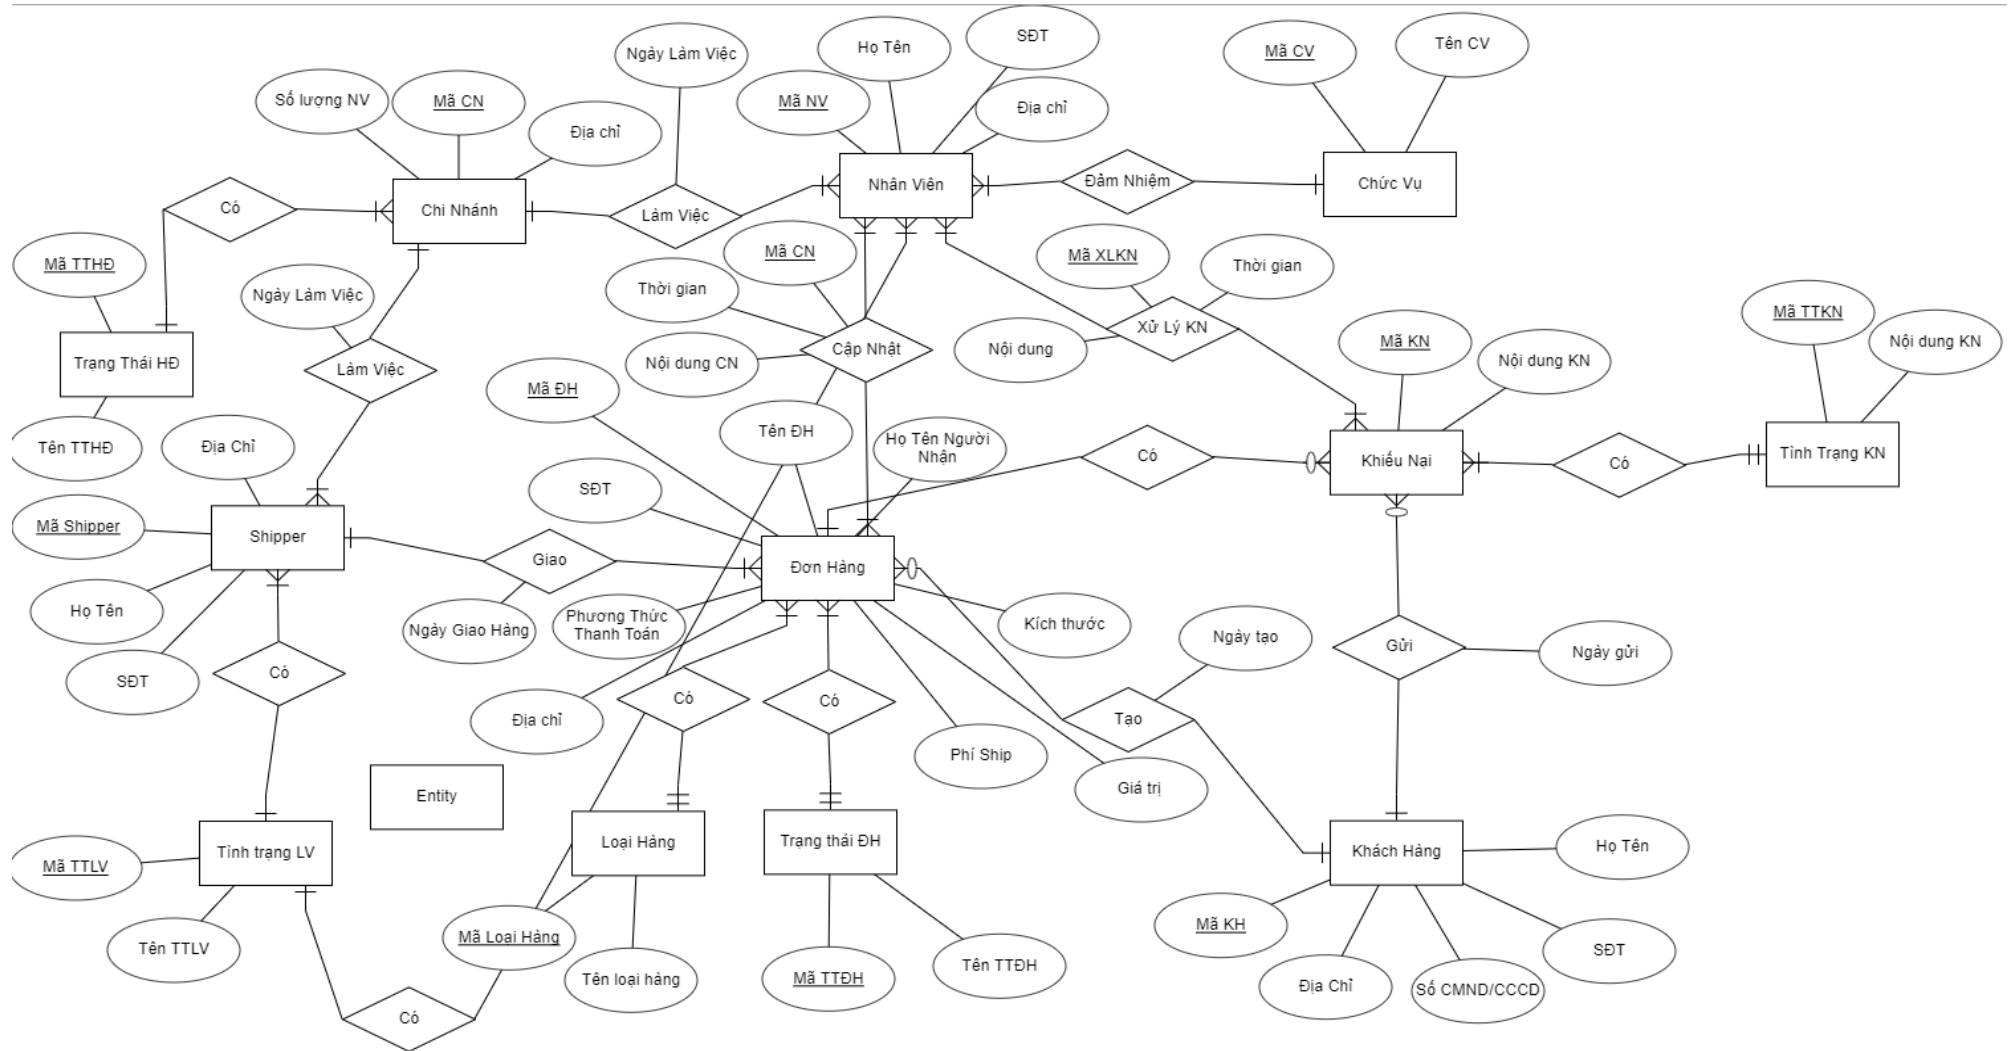 Họ Tên
SĐT
Mã CV
Tên CV
Ngày Làm Việc
Số lượng NV
Mã CN
Mã NV
Địa chỉ
Địa chỉ
Nhân Viên
Đảm Nhiệm
Chức Vụ
Có
Chi Nhánh
Làm Việc
Mã TTHĐ
Mã CN
Mã XLKN
Thời gian
Ngày Làm Việc
Thời gian
Xử Lý KN
Mã TTKN
Trạng Thái HĐ
Làm Việc
Nội dung CN
Cập Nhật
Nội dung
Mã KN
Nội dung KN
Nội dung KN
Mã ĐH
Tên ĐH
Họ Tên Người
Nhận
Tên TTHĐ
Địa Chỉ
SĐT
Có
Khiếu Nại
Có
Tình Trạng KN
Mã Shipper
Shipper
Giao
Đơn Hàng
Họ Tên
Ngày Giao Hàng
Phương Thức
Thanh Toán
Kích thước
Ngày tạo
Gửi
Ngày gửi
SĐT
Có
Địa chỉ
Có
Có
Phí Ship
Tạo
Giá trị
Entity
Tình trạng LV
Loại Hàng
Trạng thái ĐH
Khách Hàng
Họ Tên
Mã TTLV
Tên TTLV
Mã Loại Hàng
Tên loại hàng
Mã TTĐH
Tên TTĐH
Mã KH
Địa Chỉ
Số CMND/CCCD
SĐT
Có